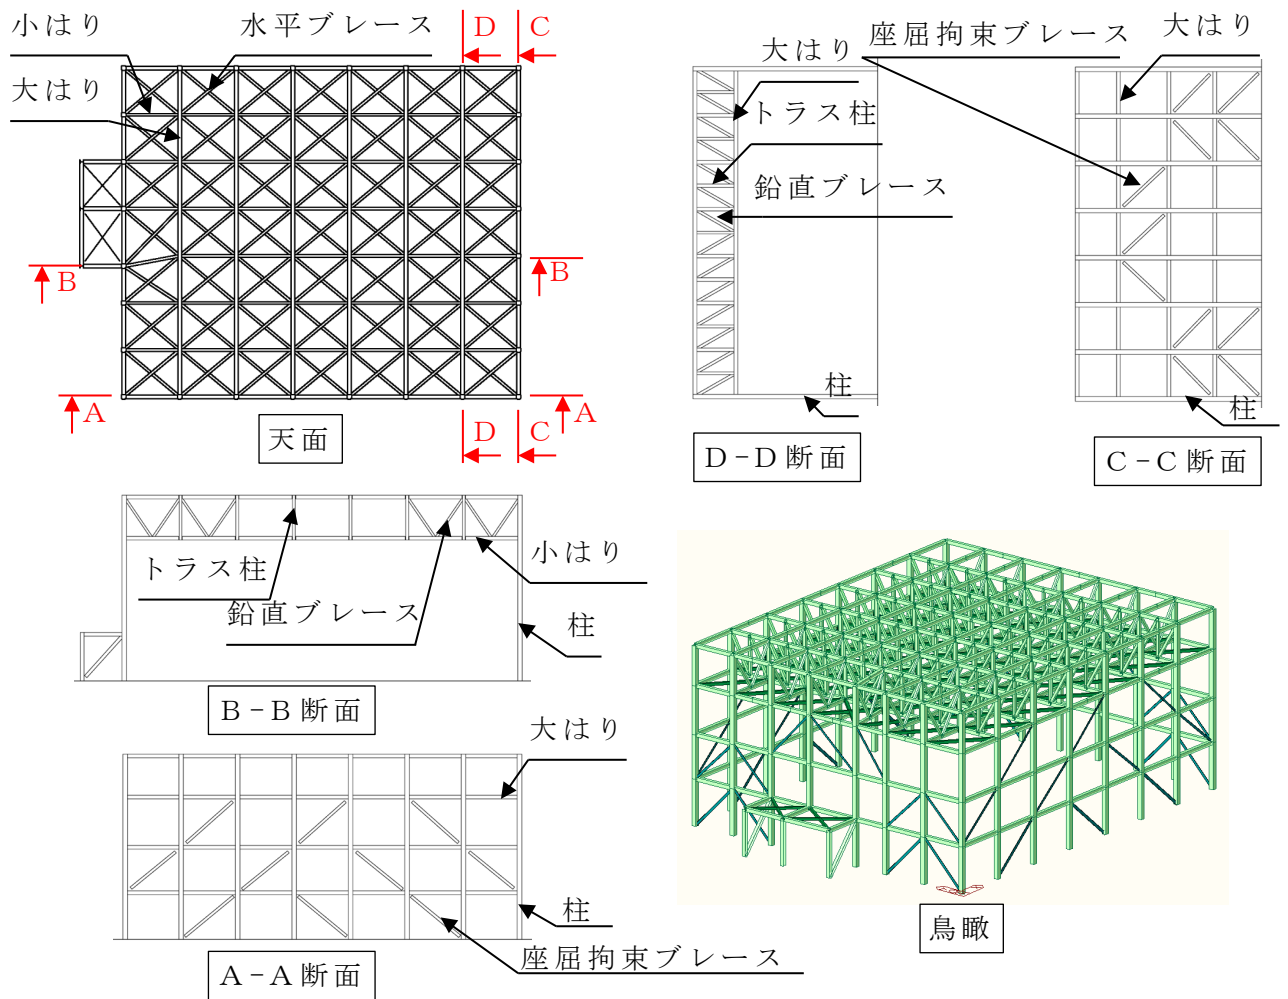 小はり
水平ブレース
D
C
大はり
B
B
A
A
D
C
天面
大はり
座屈拘束ブレース
大はり
トラス柱
鉛直ブレース
柱
柱
D-D断面
C-C断面
トラス柱
鉛直ブレース
小はり
柱
B-B断面
大はり
柱
座屈拘束ブレース
A-A断面
鳥瞰